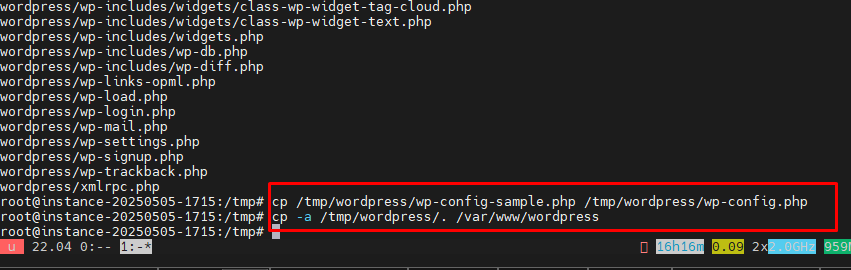 wordpress/wp-includes/widgets/class-wp-widget-tag-cloud.php
wordpress/wp-includes/widgets/class-wp-widget-text.php
wordpress/wp-includes/widgets.php
wordpress/wp-includes/wp-db.php
wordpress/wp-includes/wp-diff.php
wordpress/wp-links-opml.php
wordpress/wp-load.php
wordpress/wp-login.php
wordpress/wp-mail.php
wordpress/wp-settings.php
wordpress/wp-signup.php
wordpress/wp-trackback.php
wordpress/xmlrpc.php
root@instance-20250505-1715:/tmp# cp /tmp/wordpress/wp-config-sample.php /tmp/wordpress/wp-config.php
root@instance-20250505-1715:/tmp# cp -a /tmp/wordpress/. /var/www/wordpress
root@instance-20250505-1715:/tmp#
u 22.04 0:-- 1:-* 16h16m 0.09 2x2.0GHz 959M